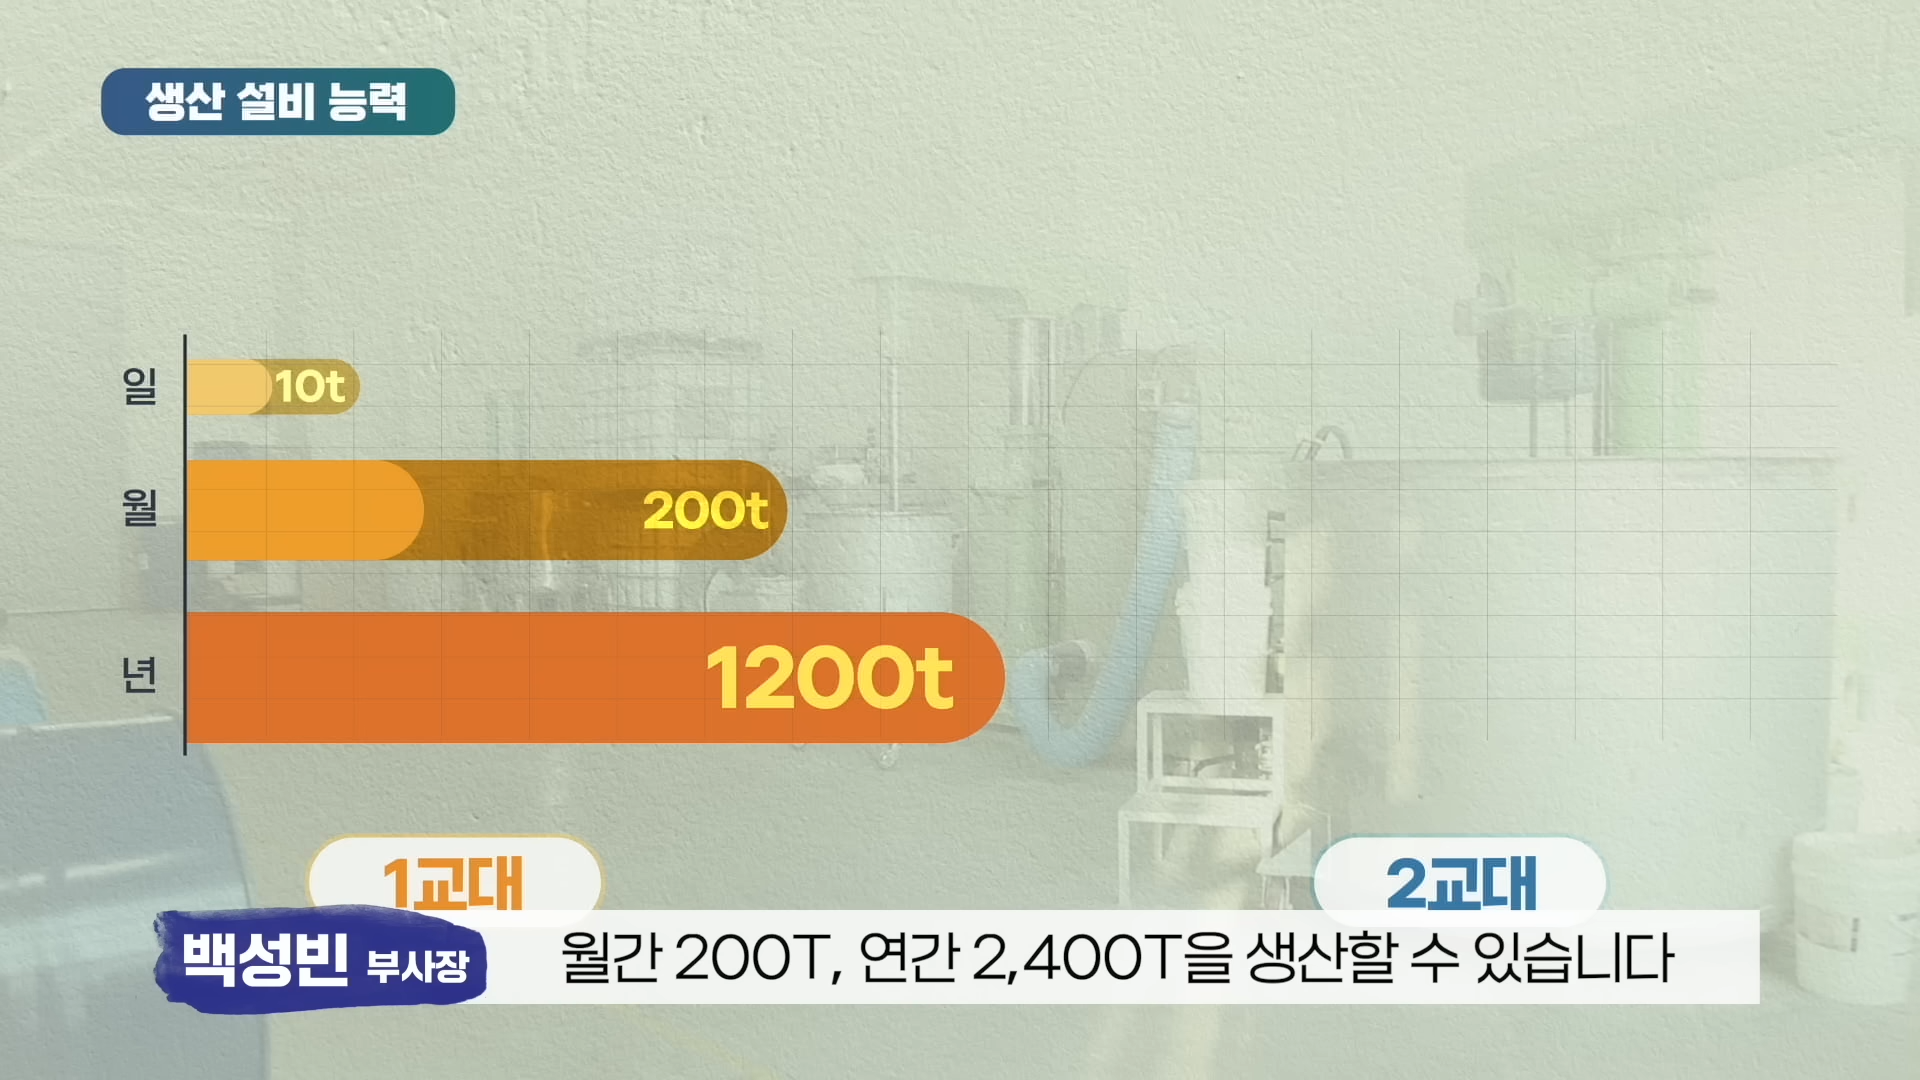 생산 설비 능력
일
10t
월
200t
년
1200t
1교대
2교대
백성빈 부사장
월간 200T, 연간 2,400T을 생산할 수 있습니다